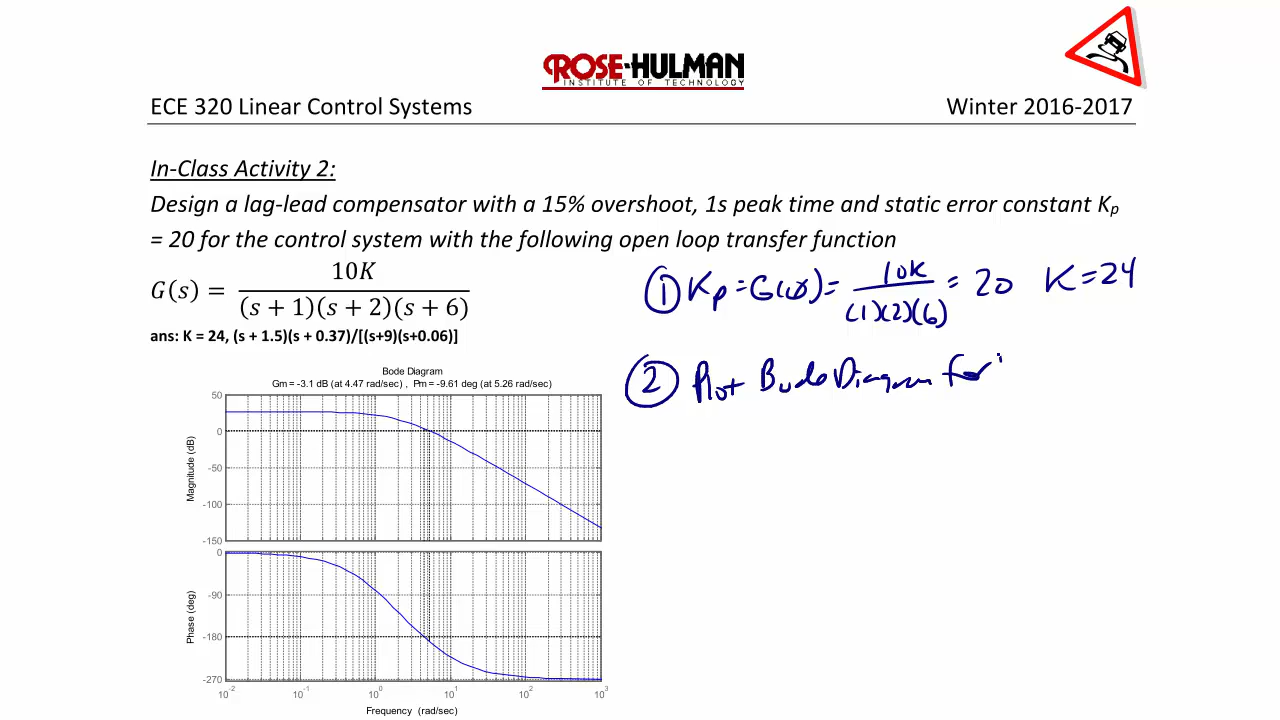 ROSE-HULMAN
INSTITUTE OF TECHNOLOGY
ECE 320 Linear Control Systems Winter 2016-2017
In-Class Activity 2:
Design a lag-lead compensator with a 15% overshoot, 1s peak time and static error constant Kp
= 20 for the control system with the following open loop transfer function
G(s) = 10K / (s + 1)(s + 2)(s + 6)
① Kp = G(0) = 10K / (1)(2)(6) = 20 K = 24
ans: K = 24, (s + 1.5)(s + 0.37)/[(s+9)(s+0.06)]
② Plot Bode Diagram for
Bode Diagram
Gm = -3.1 dB (at 4.47 rad/sec) , Pm = -9.61 deg (at 5.26 rad/sec)
Magnitude (dB)
50
0
-50
-100
-150
Phase (deg)
0
-90
-180
-270
10^-2 10^-1 10^0 10^1 10^2 10^3
Frequency (rad/sec)